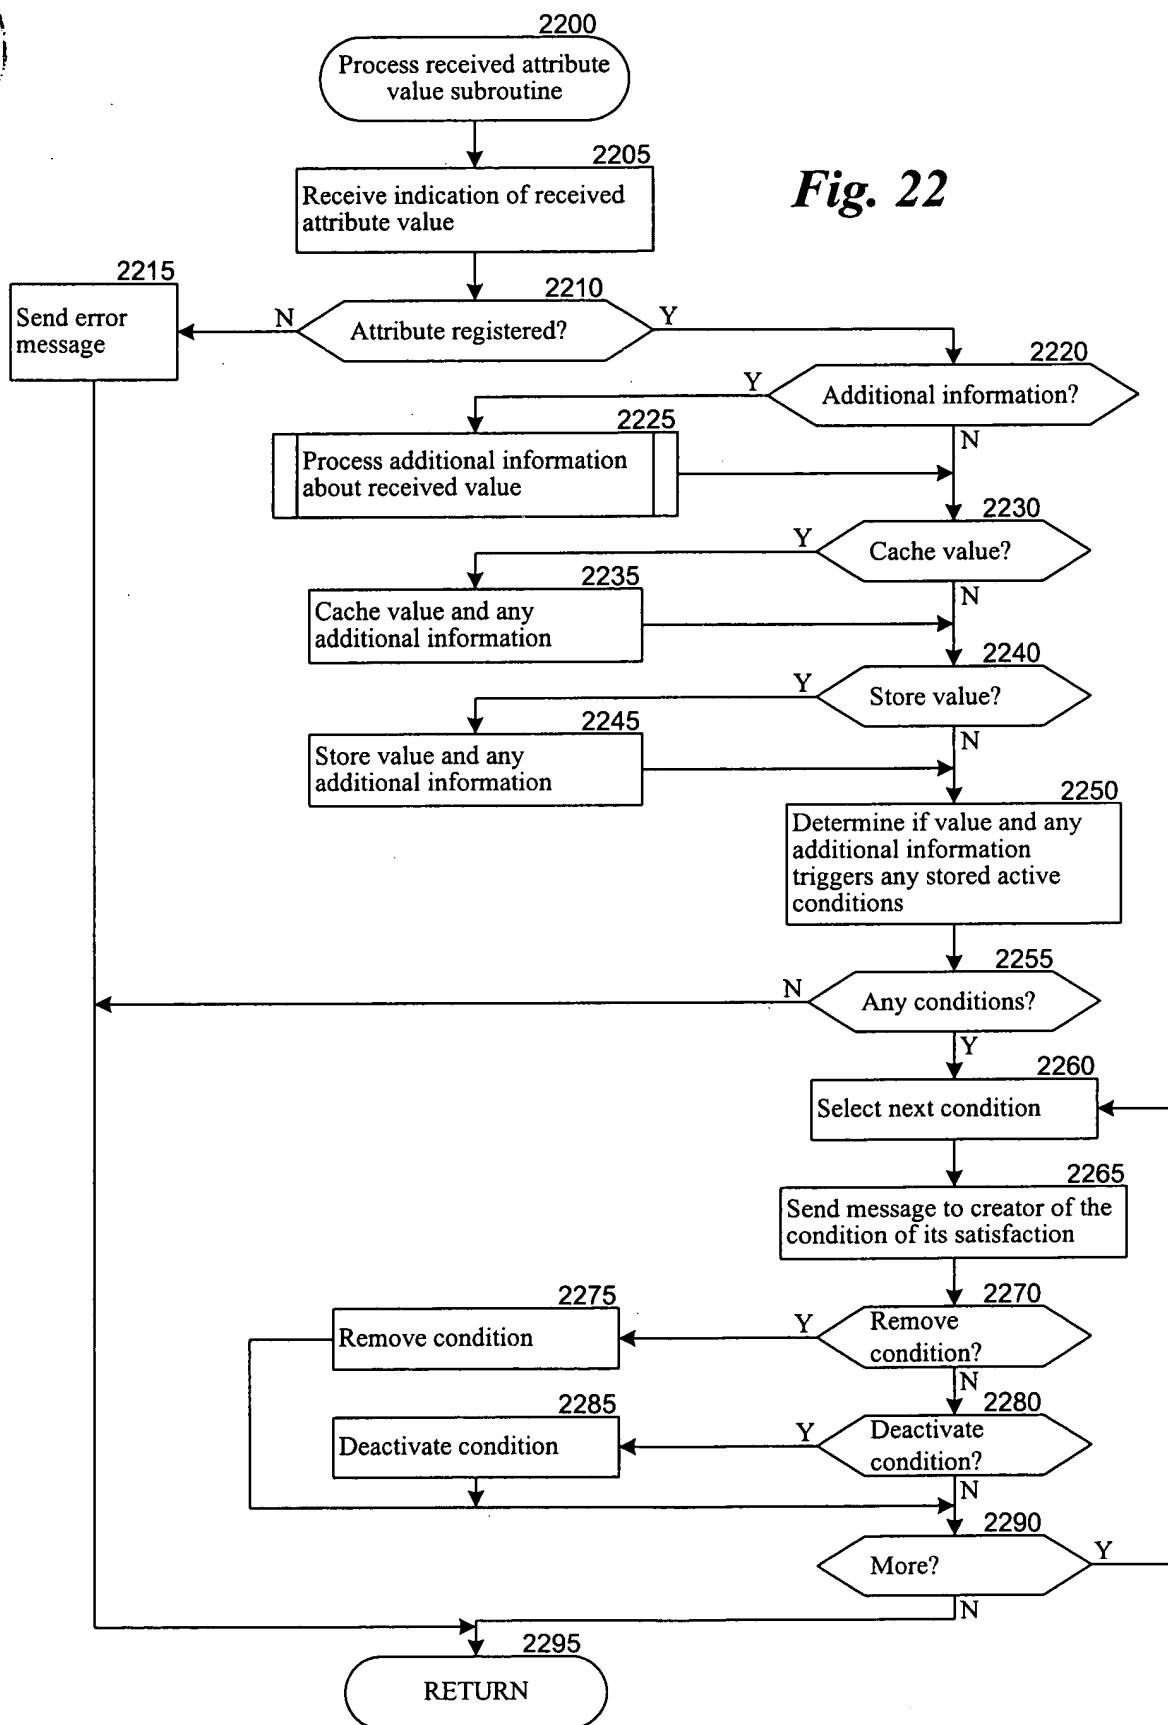 2200
Process received attribute
value subroutine
2205
Receive indication of received
attribute value
Fig. 22
2215
Send error
message
N
2210
Attribute registered?
Y
2220
Additional information?
Y
N
2225
Process additional information
about received value
2230
Cache value?
Y
N
2235
Cache value and any
additional information
2240
Store value?
Y
N
2245
Store value and any
additional information
2250
Determine if value and any
additional information
triggers any stored active
conditions
2255
Any conditions?
N
Y
2260
Select next condition
2265
Send message to creator of the
condition of its satisfaction
2270
Remove
condition?
Y
N
2275
Remove condition
2280
Deactivate
condition?
Y
N
2285
Deactivate condition
2290
More?
Y
N
2295
RETURN